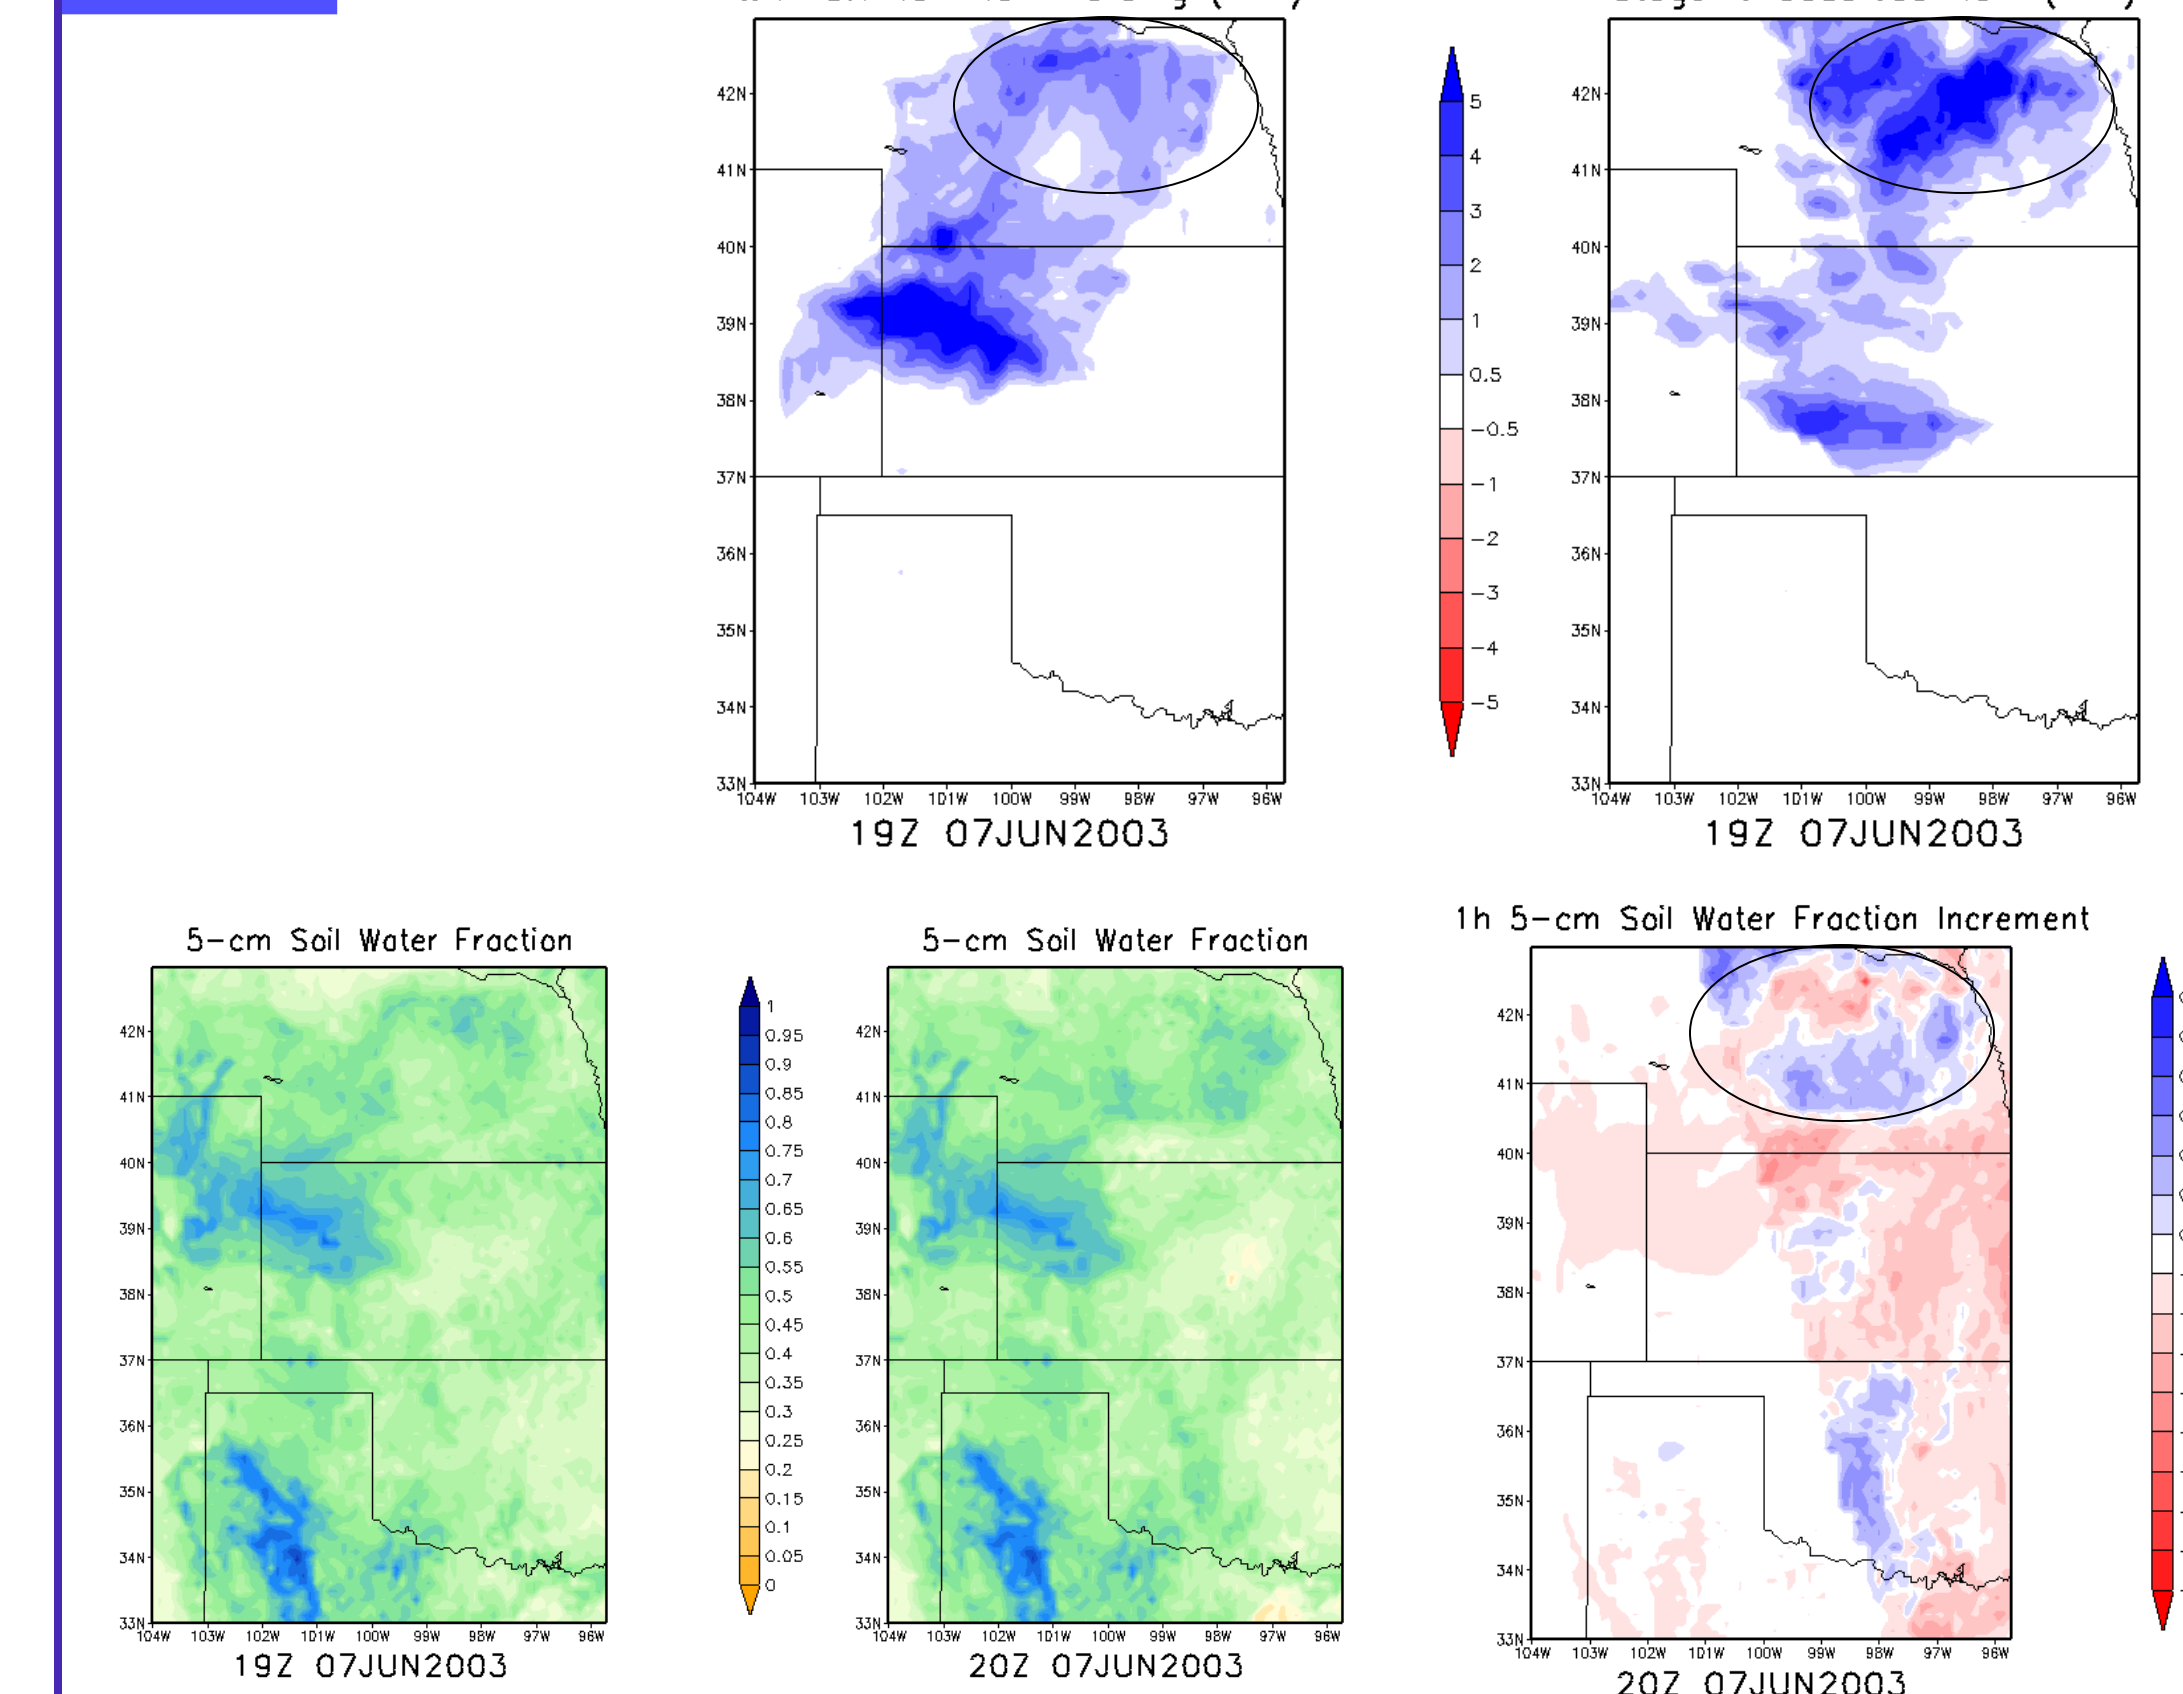 42N
41N
40N
39N
38N
37N
36N
35N
34N
33N
104W 103W 102W 101W 100W 99W 98W 97W 96W
19Z 07JUN2003
5
4
3
2
1
0.5
-0.5
-1
-2
-3
-4
-5
42N
41N
40N
39N
38N
37N
36N
35N
34N
33N
104W 103W 102W 101W 100W 99W 98W 97W 96W
19Z 07JUN2003
5-cm Soil Water Fraction
42N
41N
40N
39N
38N
37N
36N
35N
34N
33N
104W 103W 102W 101W 100W 99W 98W 97W 96W
19Z 07JUN2003
1
0.95
0.9
0.85
0.8
0.75
0.7
0.65
0.6
0.55
0.5
0.45
0.4
0.35
0.3
0.25
0.2
0.15
0.1
0.05
0
5-cm Soil Water Fraction
42N
41N
40N
39N
38N
37N
36N
35N
34N
33N
104W 103W 102W 101W 100W 99W 98W 97W 96W
20Z 07JUN2003
1h 5-cm Soil Water Fraction Increment
42N
41N
40N
39N
38N
37N
36N
35N
34N
33N
104W 103W 102W 101W 100W 99W 98W 97W 96W
20Z 07JUN2003